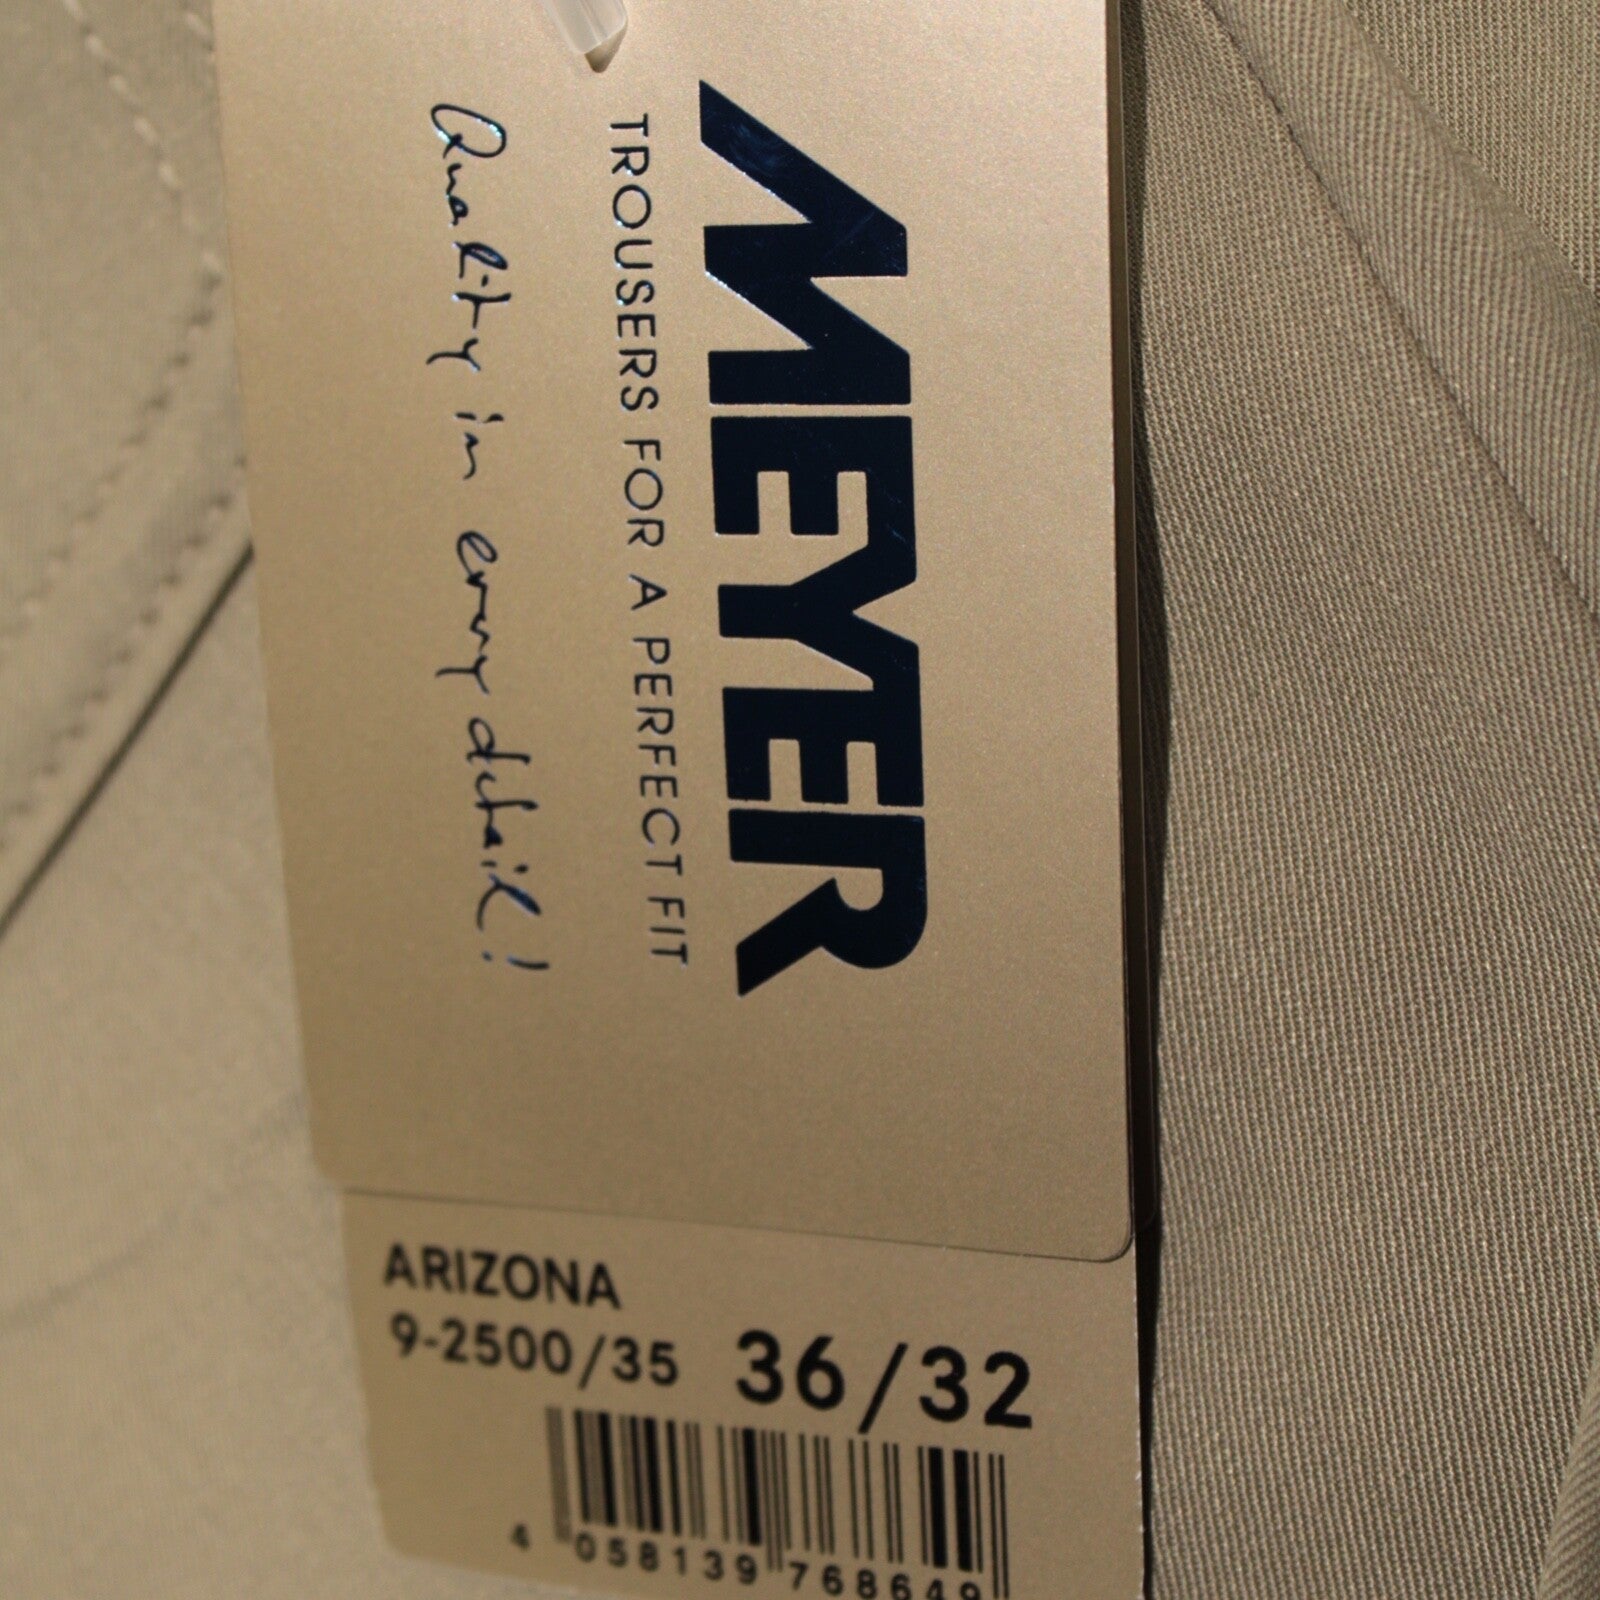 MEYER
TROUSERS FOR A PERFECT FIT
Quality in every detail!
ARIZONA
9-2500/35 36/32
4 058139 768649